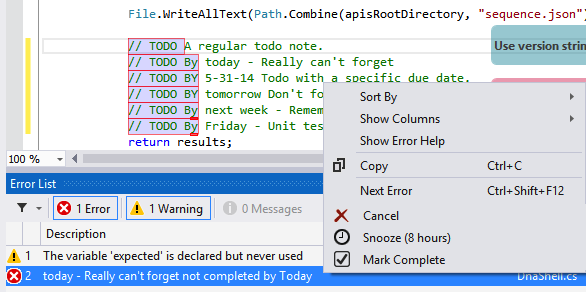 File.WriteAllText(Path.Combine(apisRootDirectory, "sequence.json")
// TODO A regular todo note.
Use version strin
// TODO By today - Really can't forget
// TODO BY 5-31-14 Todo with a specific due date.
// TODO BY tomorrow Don't fo
// TODO By next week - Remem
// TODO By Friday - Unit tes
return results;
Sort By
Show Columns
Show Error Help
Copy Ctrl+C
Next Error Ctrl+Shift+F12
Cancel
Snooze (8 hours)
Mark Complete
100 %
Error List
1 Error 1 Warning 0 Messages
Description
1 The variable 'expected' is declared but never used
2 today - Really can't forget not completed by Today DnaShell.cs